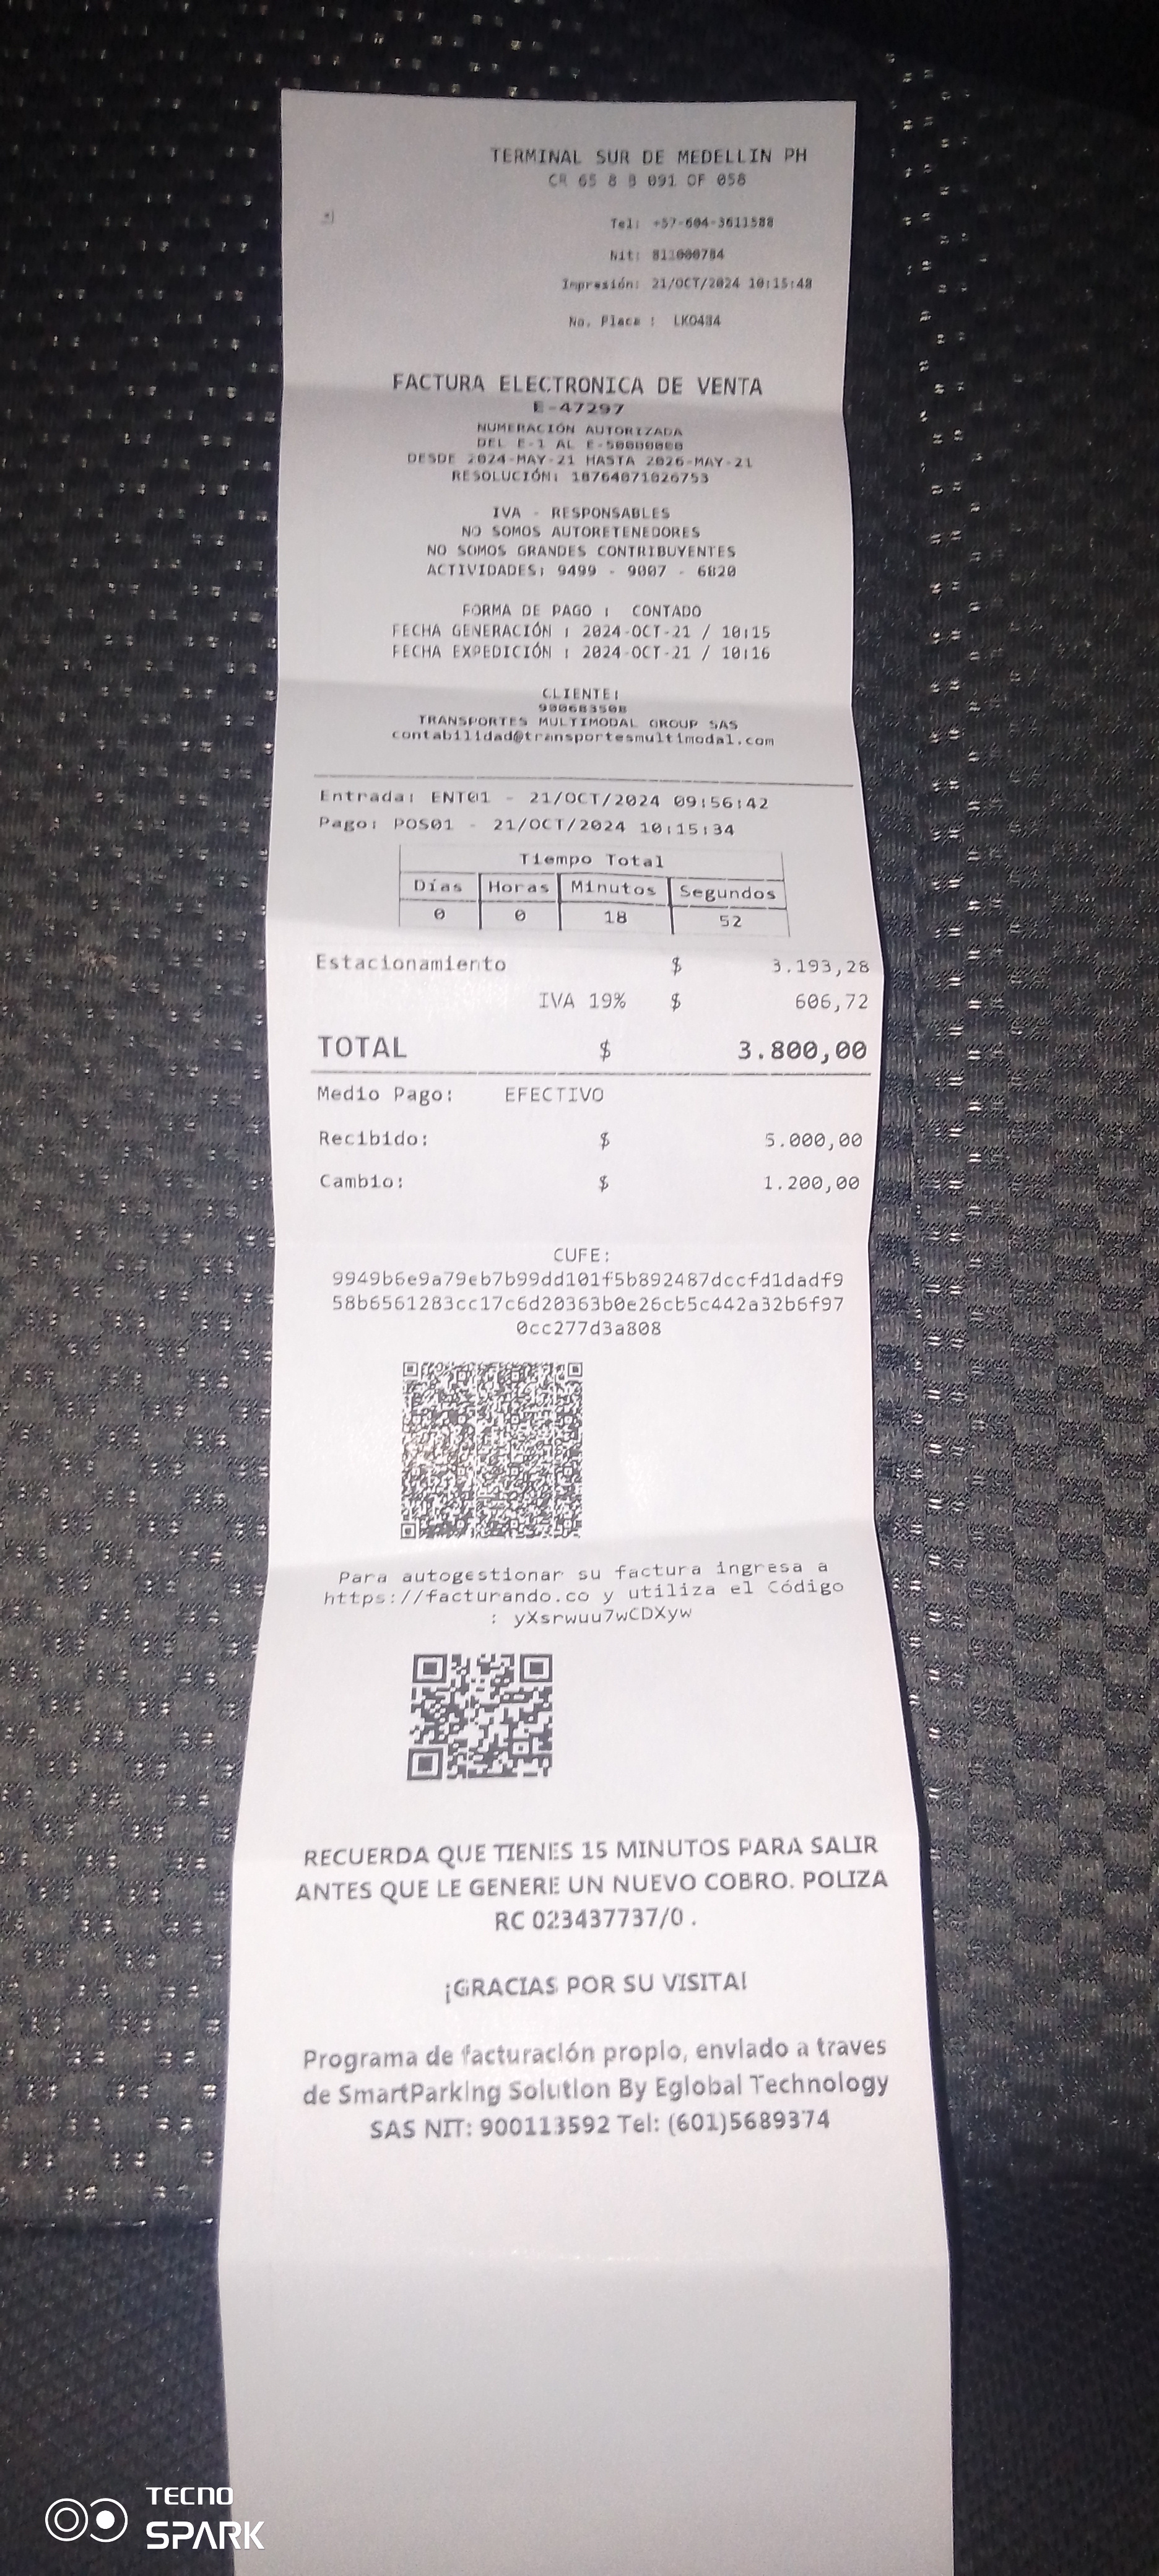 TERMINAL SUR DE MEDELLIN PH
CR 65 8 B 091 OF 058
Tel: +57-604-3611588
Nit:
Impresión: 21/OCT/2024 10:15:48
No. Placa : LKO484
FACTURA ELECTRONICA DE VENTA
E-47297
NUMERACIÓN AUTORIZADA
DEL E-1 AL E-50000000
DESDE 2024-MAY-21 HASTA 2026-MAY-21
RESOLUCIÓN: 18764071026753
IVA - RESPONSABLES
NO SOMOS AUTORETENEDORES
NO SOMOS GRANDES CONTRIBUYENTES
ACTIVIDADES: 9499 - 9007 - 6820
FORMA DE PAGO : CONTADO
FECHA GENERACIÓN : 2024-OCT-21 / 10:15
FECHA EXPEDICIÓN : 2024-OCT-21 / 10:16
CLIENTE:
900683508
TRANSPORTES MULTIMODAL GROUP SAS
contabilidad@transportesmultimodal.com
Entrada: ENT01 - 21/OCT/2024 09:56:42
Pago: POS01 - 21/OCT/2024 10:15:34
Tiempo Total
Días Horas Minutos Segundos
0 0 18 52
Estacionamiento $ 3.193,28
IVA 19% $ 606,72
TOTAL $ 3.800,00
Medio Pago: EFECTIVO
Recibido: $ 5.000,00
Cambio: $ 1.200,00
CUFE:
9949b6e9a79eb7b99dd101f5b892487dccfd1dadf9
58b6561283cc17c6d20363b0e26cb5c442a32b6f97
0cc277d3a808
Para autogestionar su factura ingresa a
https://facturando.co y utiliza el Código
: yXsrwuu7wCDXyw
RECUERDA QUE TIENES 15 MINUTOS PARA SALIR
ANTES QUE LE GENERE UN NUEVO COBRO. POLIZA
RC 023437737/0 .
¡GRACIAS POR SU VISITA!
Programa de facturación propio, enviado a traves
de SmartParking Solution By Eglobal Technology
SAS NIT: 900113592 Tel: (601)5689374
TECNO
SPARK